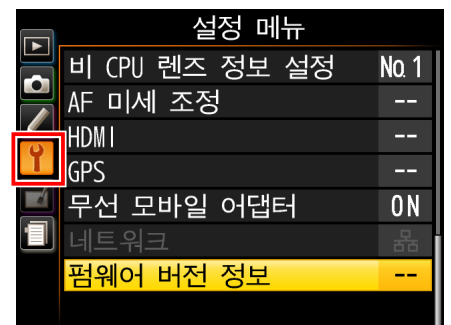 설정 메뉴
비 CPU 렌즈 정보 설정 No. 1
AF 미세 조정 --
HDMI --
GPS --
무선 모바일 어댑터 ON
네트워크
펌웨어 버전 정보 --